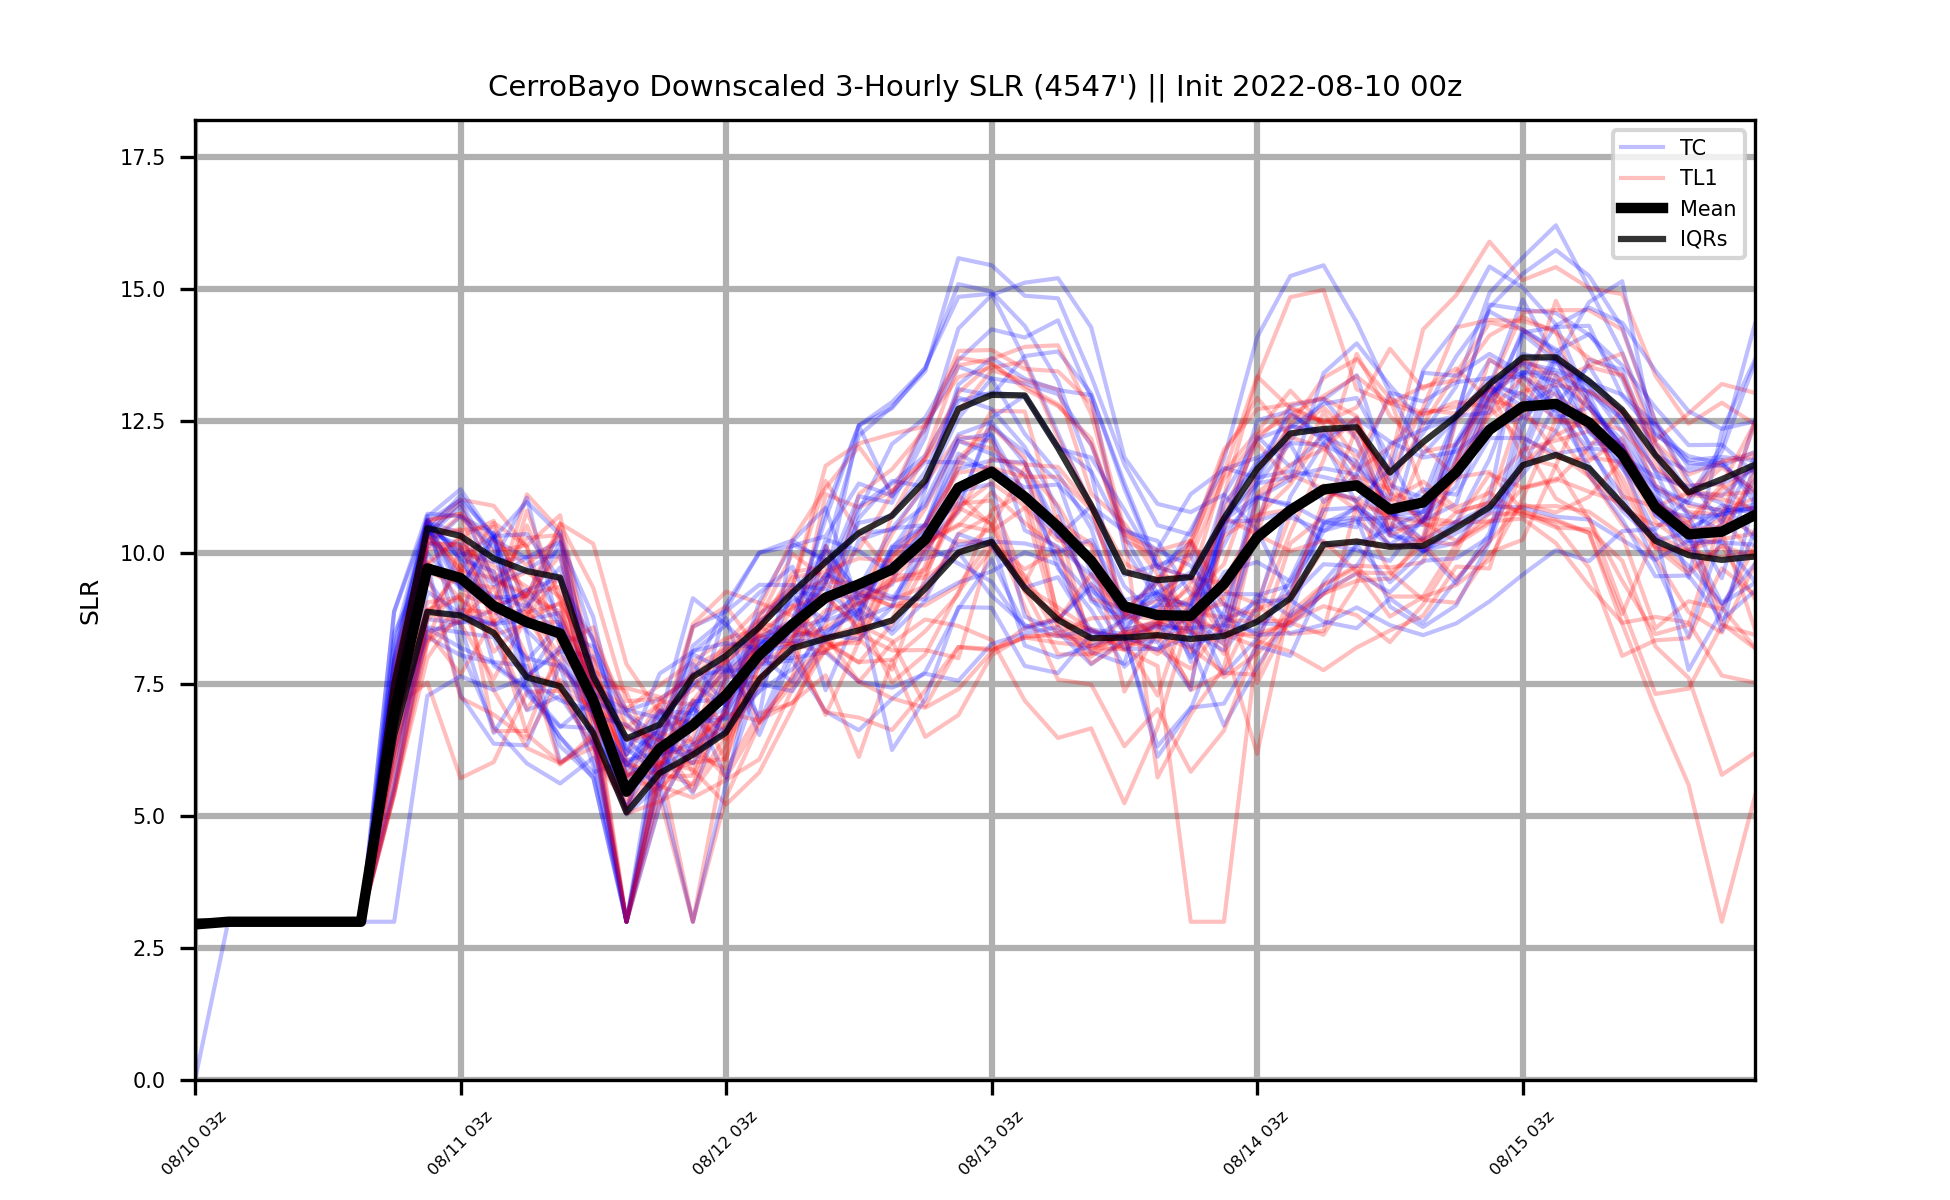 CerroBayo Downscaled 3-Hourly SLR (4547') || Init 2022-08-10 00z
TC
TL1
Mean
IQRs
17.5
15.0
12.5
10.0
7.5
5.0
2.5
0.0
SLR
08/10 03z
08/11 03z
08/12 03z
08/13 03z
08/14 03z
08/15 03z